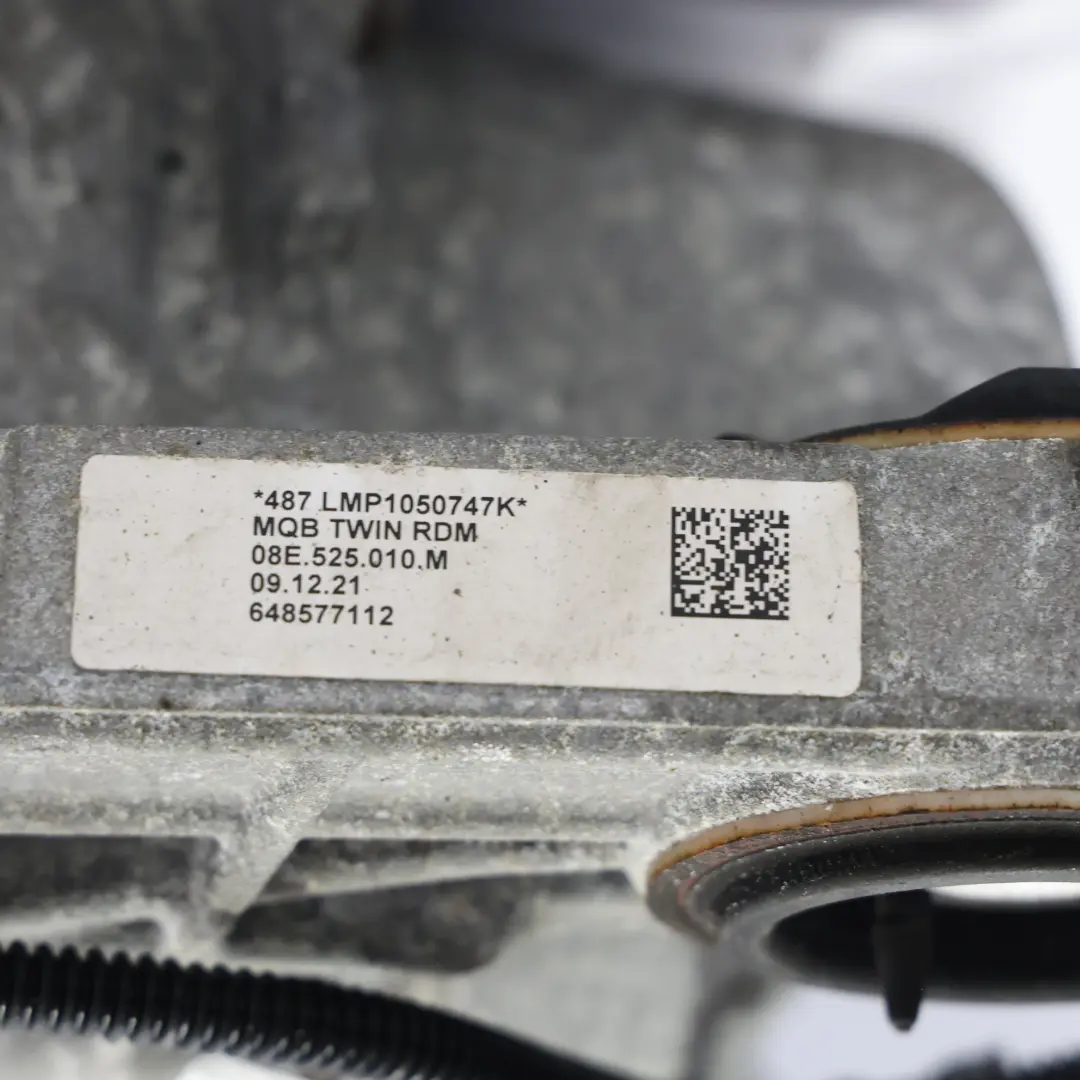 *487 LMP1050747K*
MQB TWIN RDM
08E.525.010.M
09.12.21
648577112